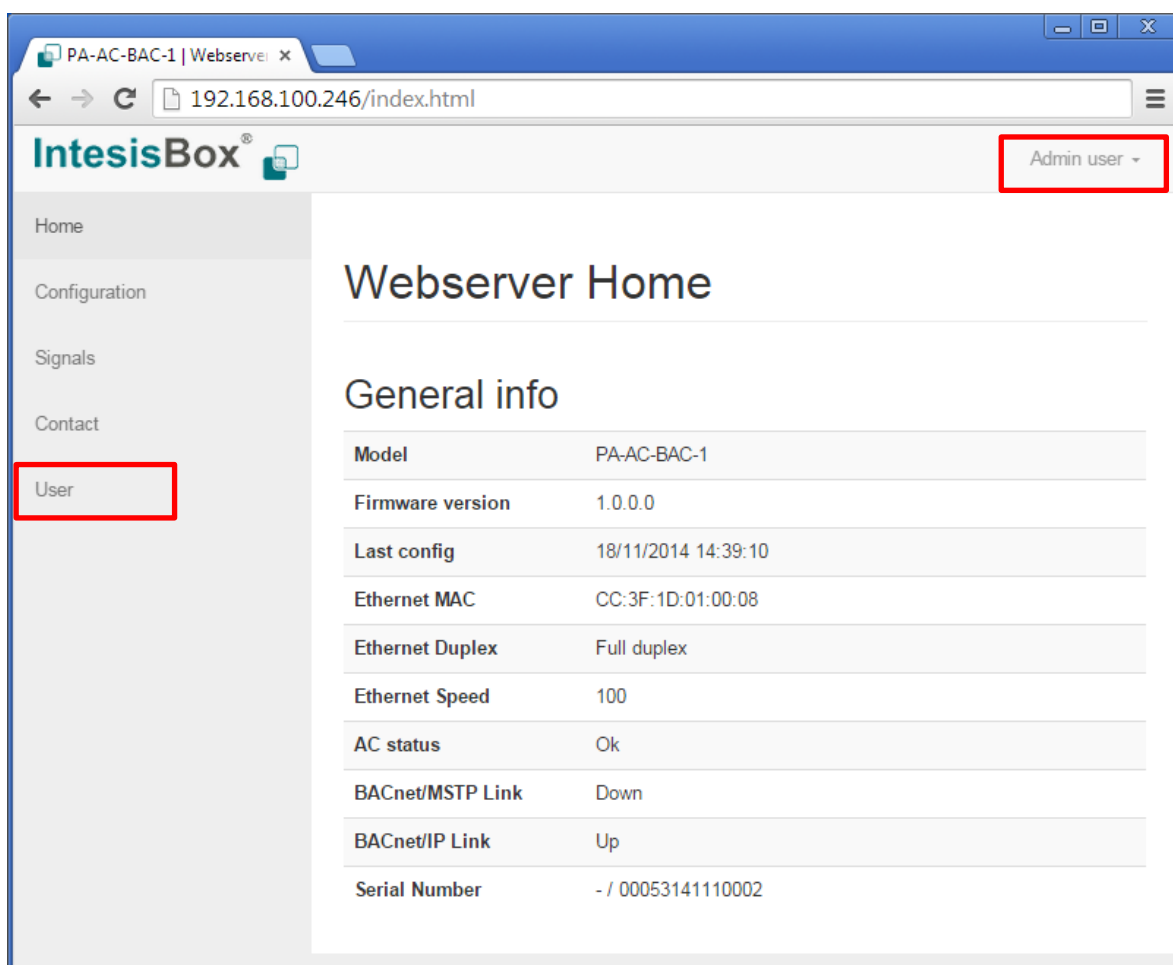 PA-AC-BAC-1 | Webserver
192.168.100.246/index.html
IntesisBox®
Admin user
Home
Configuration
Signals
Contact
User
Webserver Home
General info
Model PA-AC-BAC-1
Firmware version 1.0.0.0
Last config 18/11/2014 14:39:10
Ethernet MAC CC:3F:1D:01:00:08
Ethernet Duplex Full duplex
Ethernet Speed 100
AC status Ok
BACnet/MSTP Link Down
BACnet/IP Link Up
Serial Number - / 00053141110002